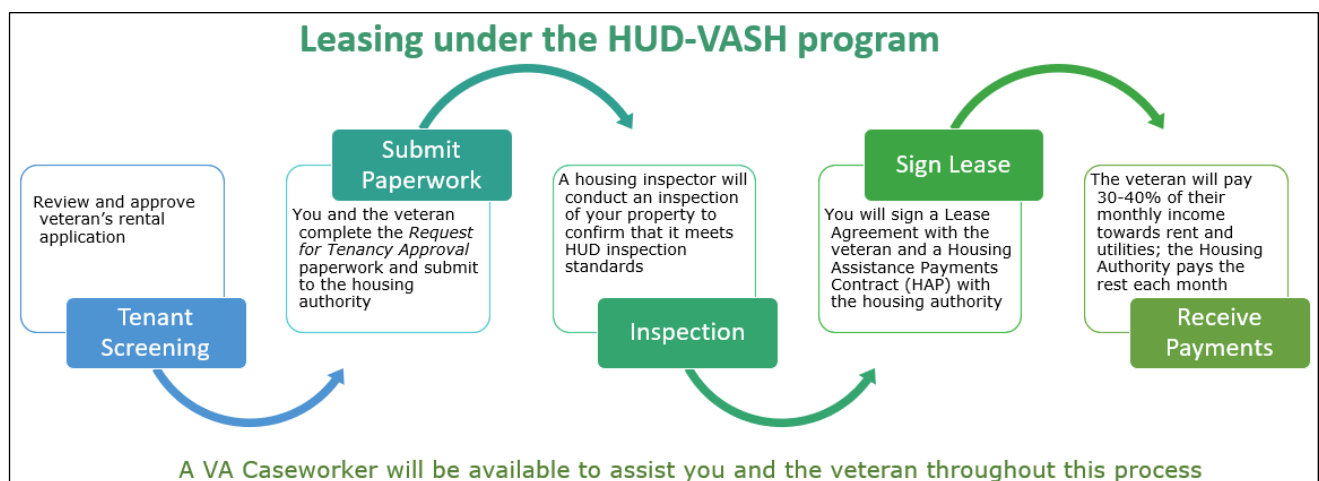 Leasing under the HUD-VASH program
Review and approve
veteran's rental
application
Tenant
Screening
Submit
Paperwork
You and the veteran
complete the Request
for Tenancy Approval
paperwork and submit
to the housing
authority
A housing inspector will
conduct an inspection
of your property to
confirm that it meets
HUD inspection
standards
Inspection
Sign Lease
You will sign a Lease
Agreement with the
veteran and a Housing
Assistance Payments
Contract (HAP) with
the housing authority
The veteran will pay
30-40% of their
monthly income
towards rent and
utilities; the Housing
Authority pays the
rest each month
Receive
Payments
A VA Caseworker will be available to assist you and the veteran throughout this process